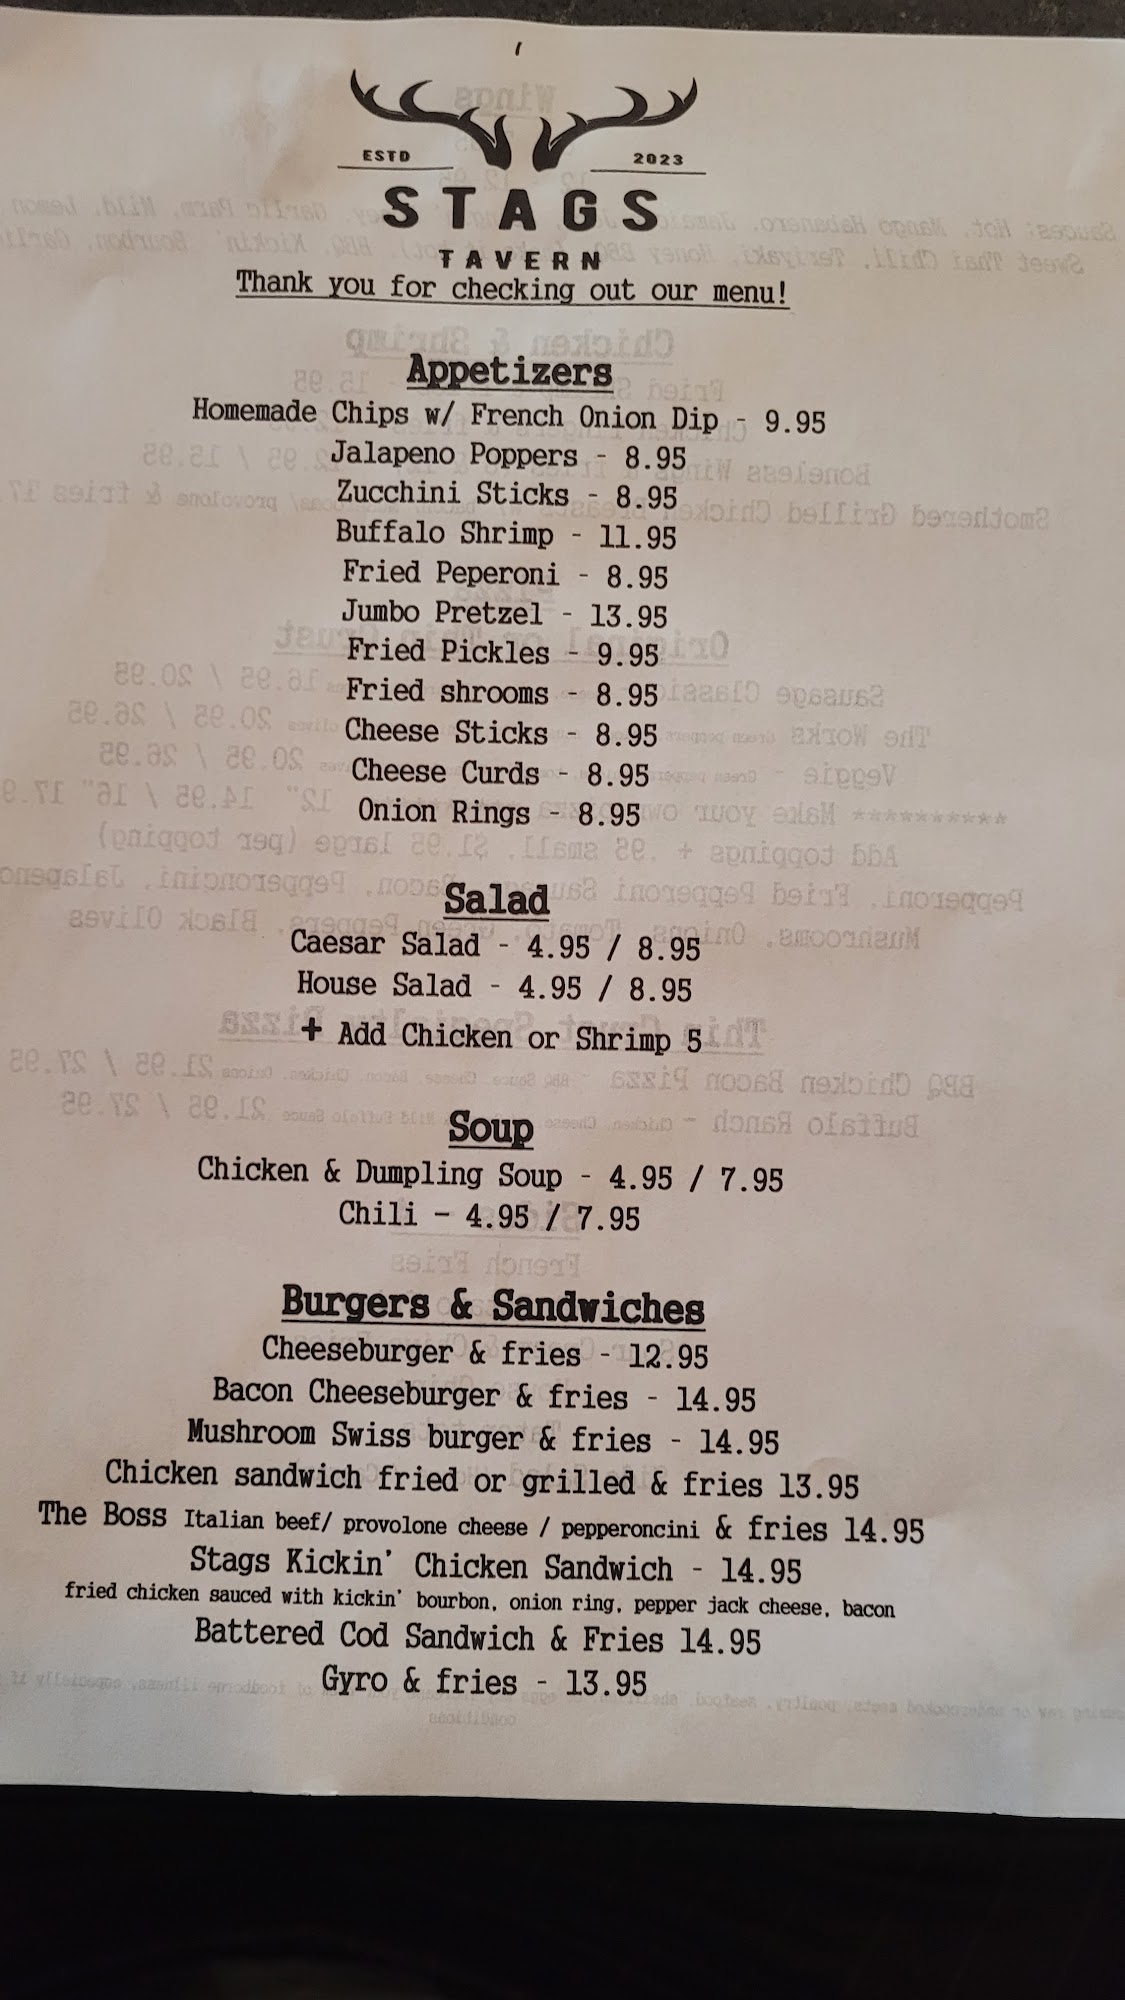 ESTD 2023
STAGS
TAVERN
Thank you for checking out our menu!
Appetizers
Homemade Chips w/ French Onion Dip - 9.95
Jalapeno Poppers - 8.95
Zucchini Sticks - 8.95
Buffalo Shrimp - 11.95
Fried Peperoni - 8.95
Jumbo Pretzel - 13.95
Fried Pickles - 9.95
Fried shrooms - 8.95
Cheese Sticks - 8.95
Cheese Curds - 8.95
Onion Rings - 8.95
Salad
Caesar Salad - 4.95 / 8.95
House Salad - 4.95 / 8.95
+ Add Chicken or Shrimp 5
Soup
Chicken & Dumpling Soup - 4.95 / 7.95
Chili – 4.95 / 7.95
Burgers & Sandwiches
Cheeseburger & fries - 12.95
Bacon Cheeseburger & fries - 14.95
Mushroom Swiss burger & fries - 14.95
Chicken sandwich fried or grilled & fries 13.95
The Boss Italian beef/ provolone cheese / pepperoncini & fries 14.95
Stags Kickin' Chicken Sandwich - 14.95
fried chicken sauced with kickin' bourbon, onion ring, pepper jack cheese, bacon
Battered Cod Sandwich & Fries 14.95
Gyro & fries - 13.95